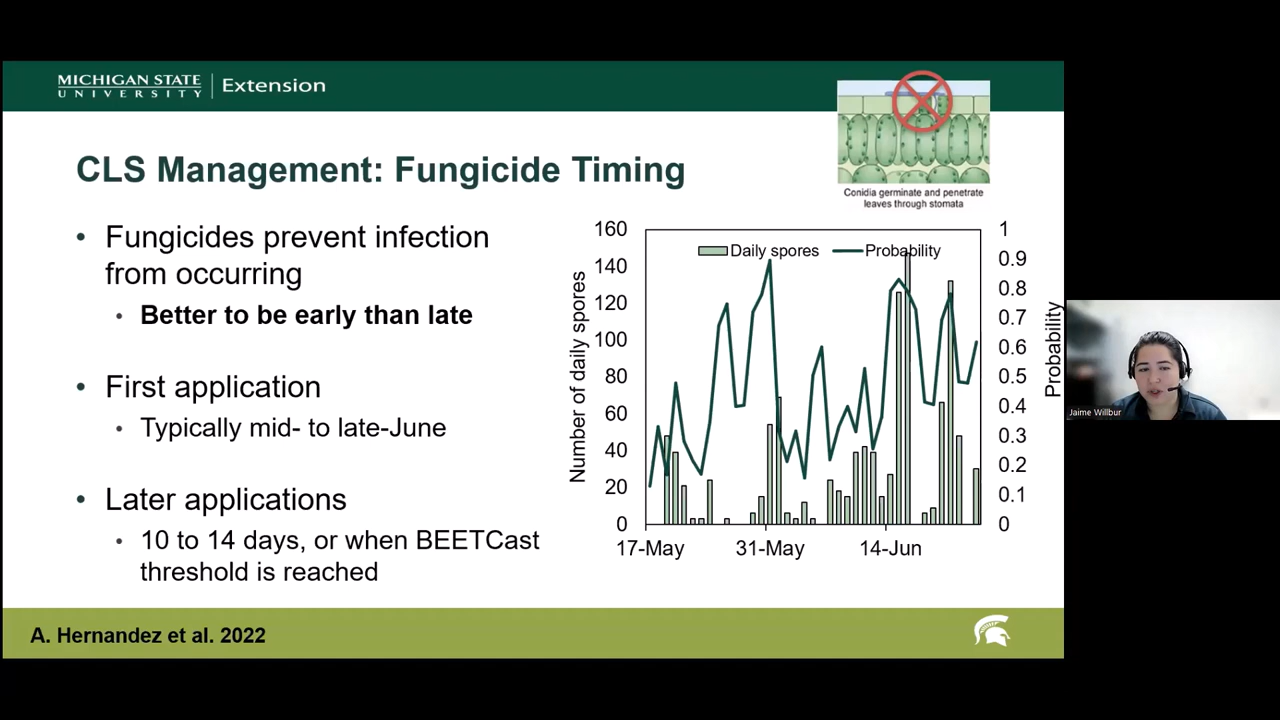 MICHIGAN STATE
UNIVERSITY
Extension
CLS Management: Fungicide Timing
Conidia germinate and penetrate
leaves through stomata
• Fungicides prevent infection
from occurring
• Better to be early than late
• First application
• Typically mid- to late-June
• Later applications
• 10 to 14 days, or when BEETCast
threshold is reached
Number of daily spores
160
140
120
100
80
60
40
20
0
Daily spores
Probability
17-May
31-May
14-Jun
1
0.9
0.8
0.7
0.6
0.5
0.4
0.3
0.2
0.1
0
Probability
Jaime Willbur
A. Hernandez et al. 2022